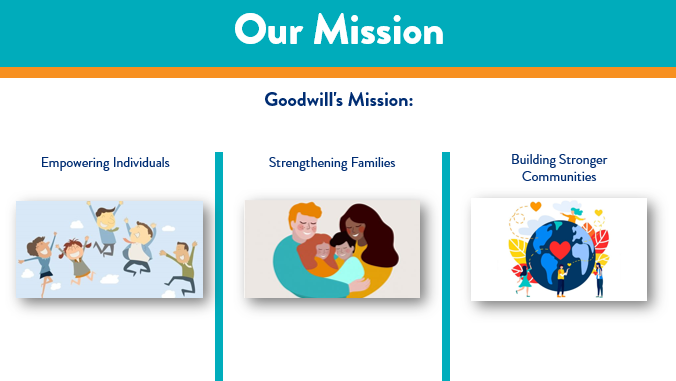 Our Mission
Goodwill's Mission:
Empowering Individuals
Strengthening Families
Building Stronger
Communities